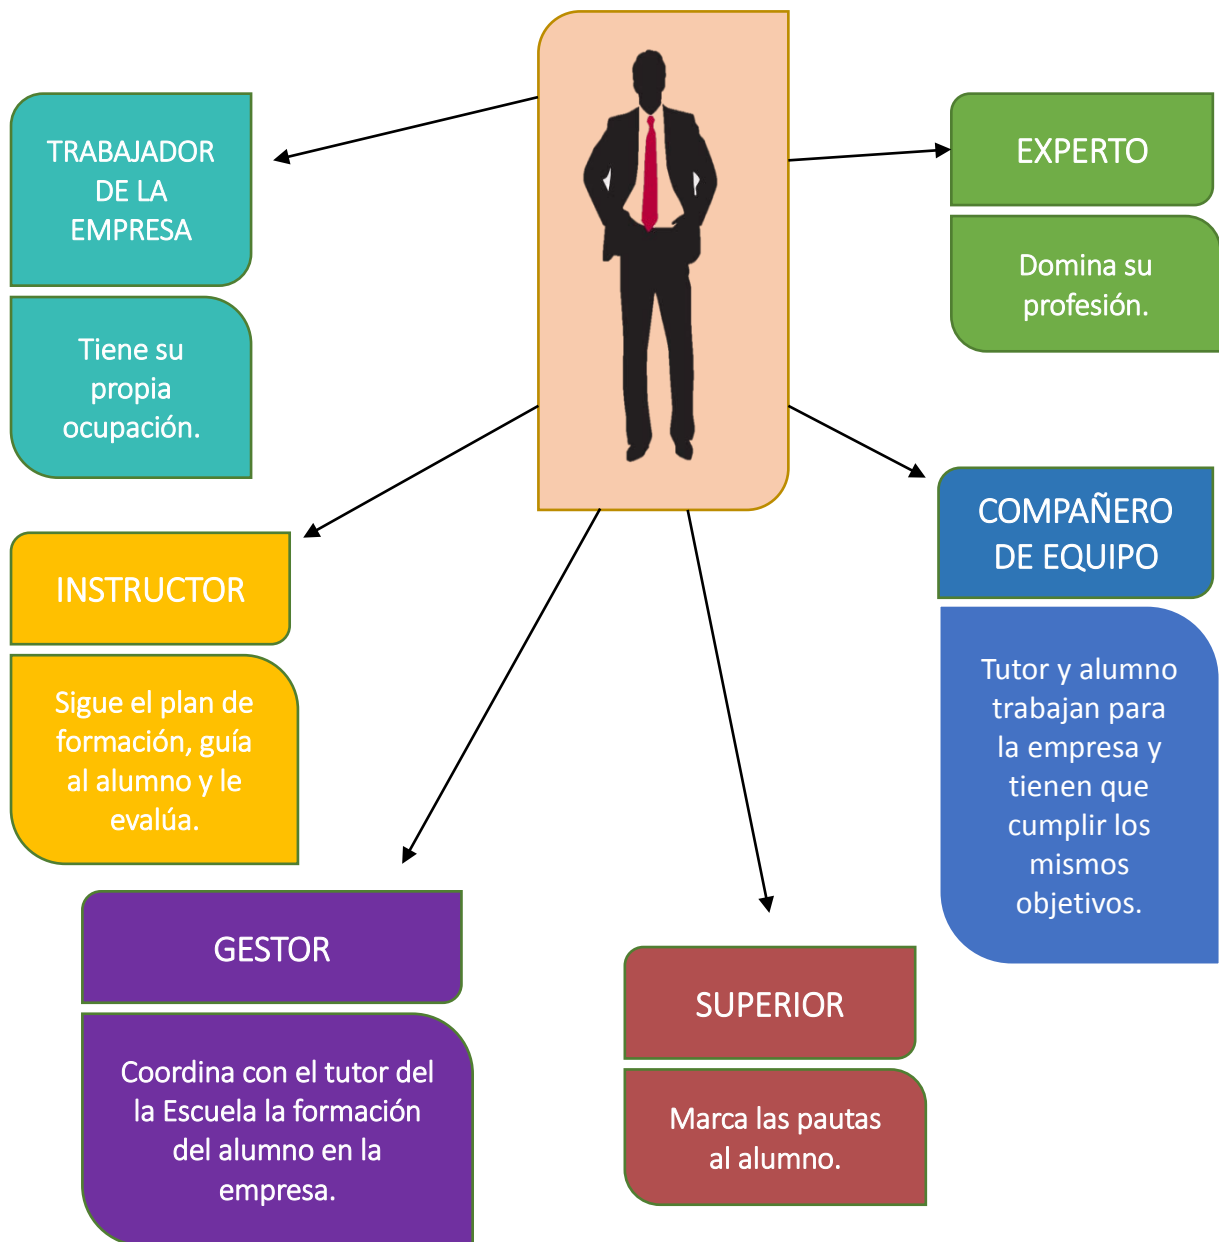 TRABAJADOR
DE LA
EMPRESA
Tiene su
propia
ocupación.
EXPERTO
Domina su
profesión.
INSTRUCTOR
Sigue el plan de
formación, guía
al alumno y le
evalúa.
COMPAÑERO
DE EQUIPO
Tutor y alumno
trabajan para
la empresa y
tienen que
cumplir los
mismos
objetivos.
GESTOR
Coordina con el tutor del
la Escuela la formación
del alumno en la
empresa.
SUPERIOR
Marca las pautas
al alumno.